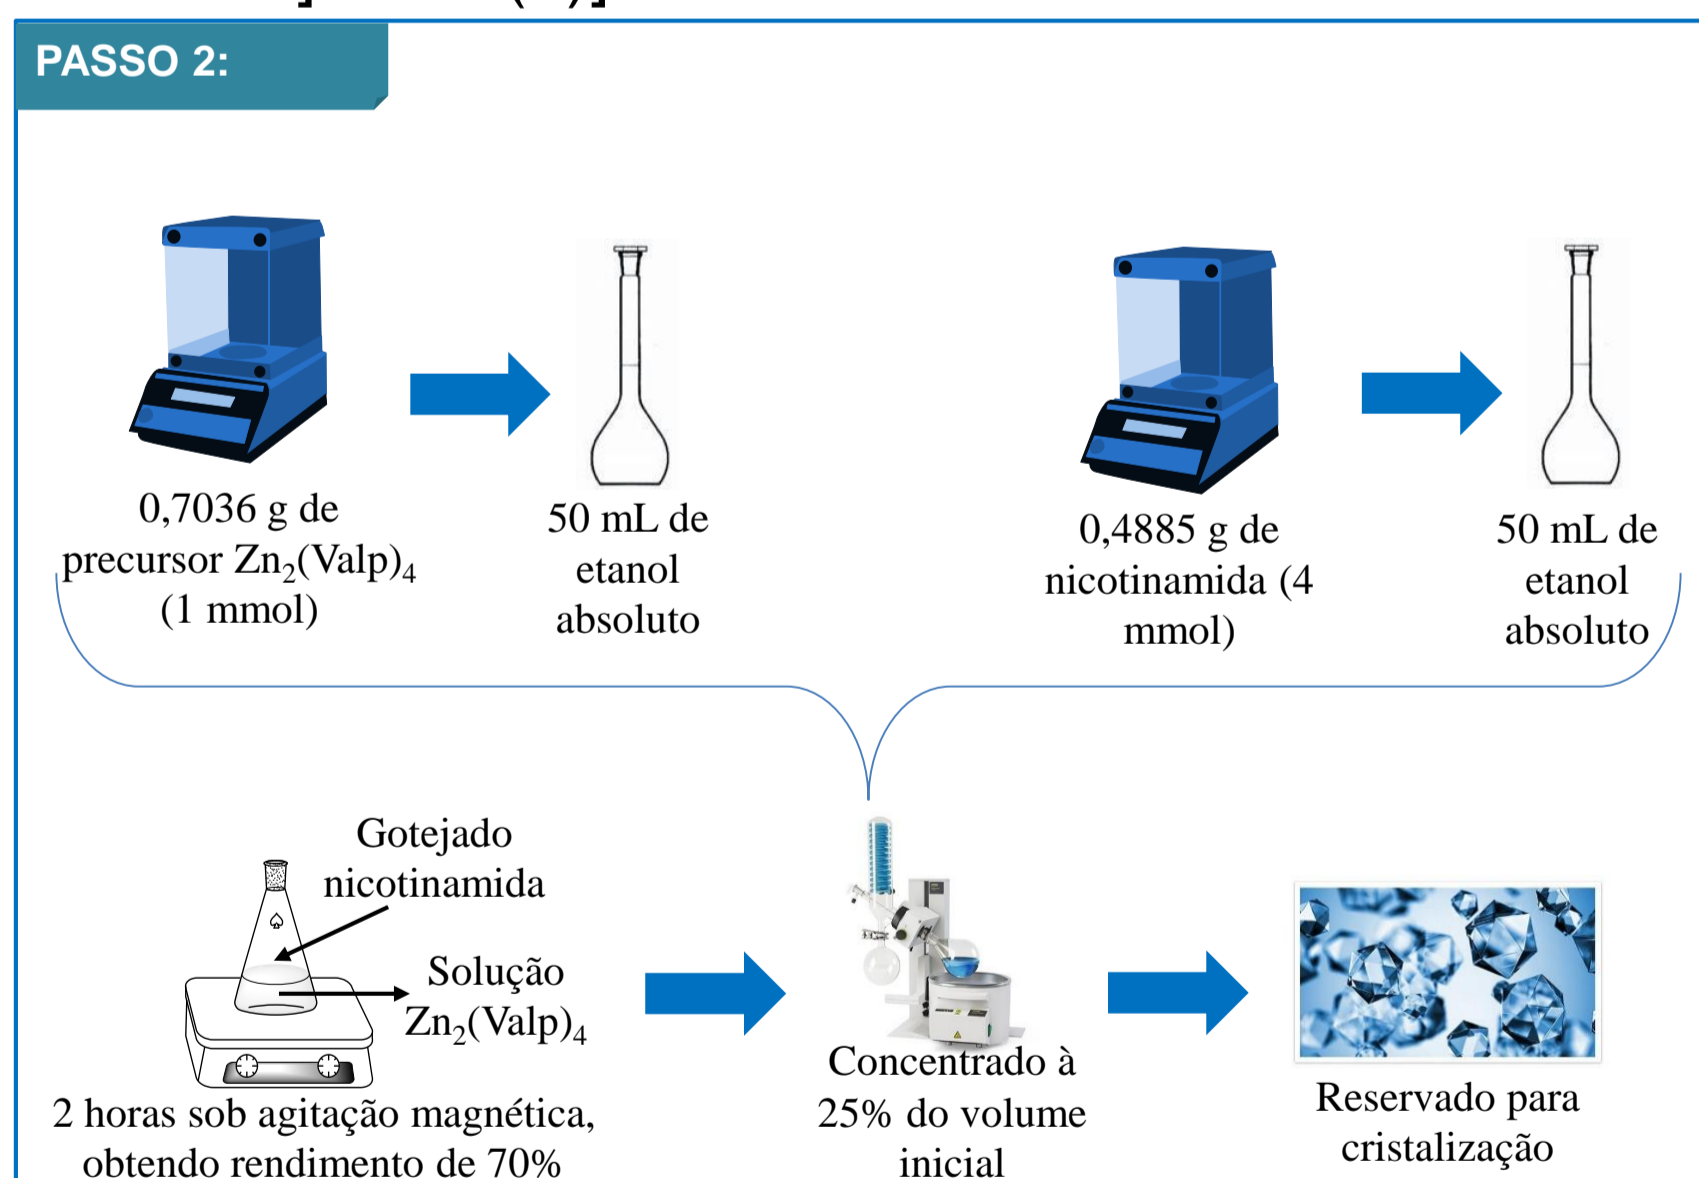 PASSO 2:
0,7036 g de
precursor Zn₂(Valp)₄
(1 mmol)
50 mL de
etanol
absoluto
0,4885 g de
nicotinamida (4
mmol)
50 mL de
etanol
absoluto
Gotejado
nicotinamida
Solução
Zn₂(Valp)₄
2 horas sob agitação magnética,
obtendo rendimento de 70%
Concentrado à
25% do volume
inicial
Reservado para
cristalização